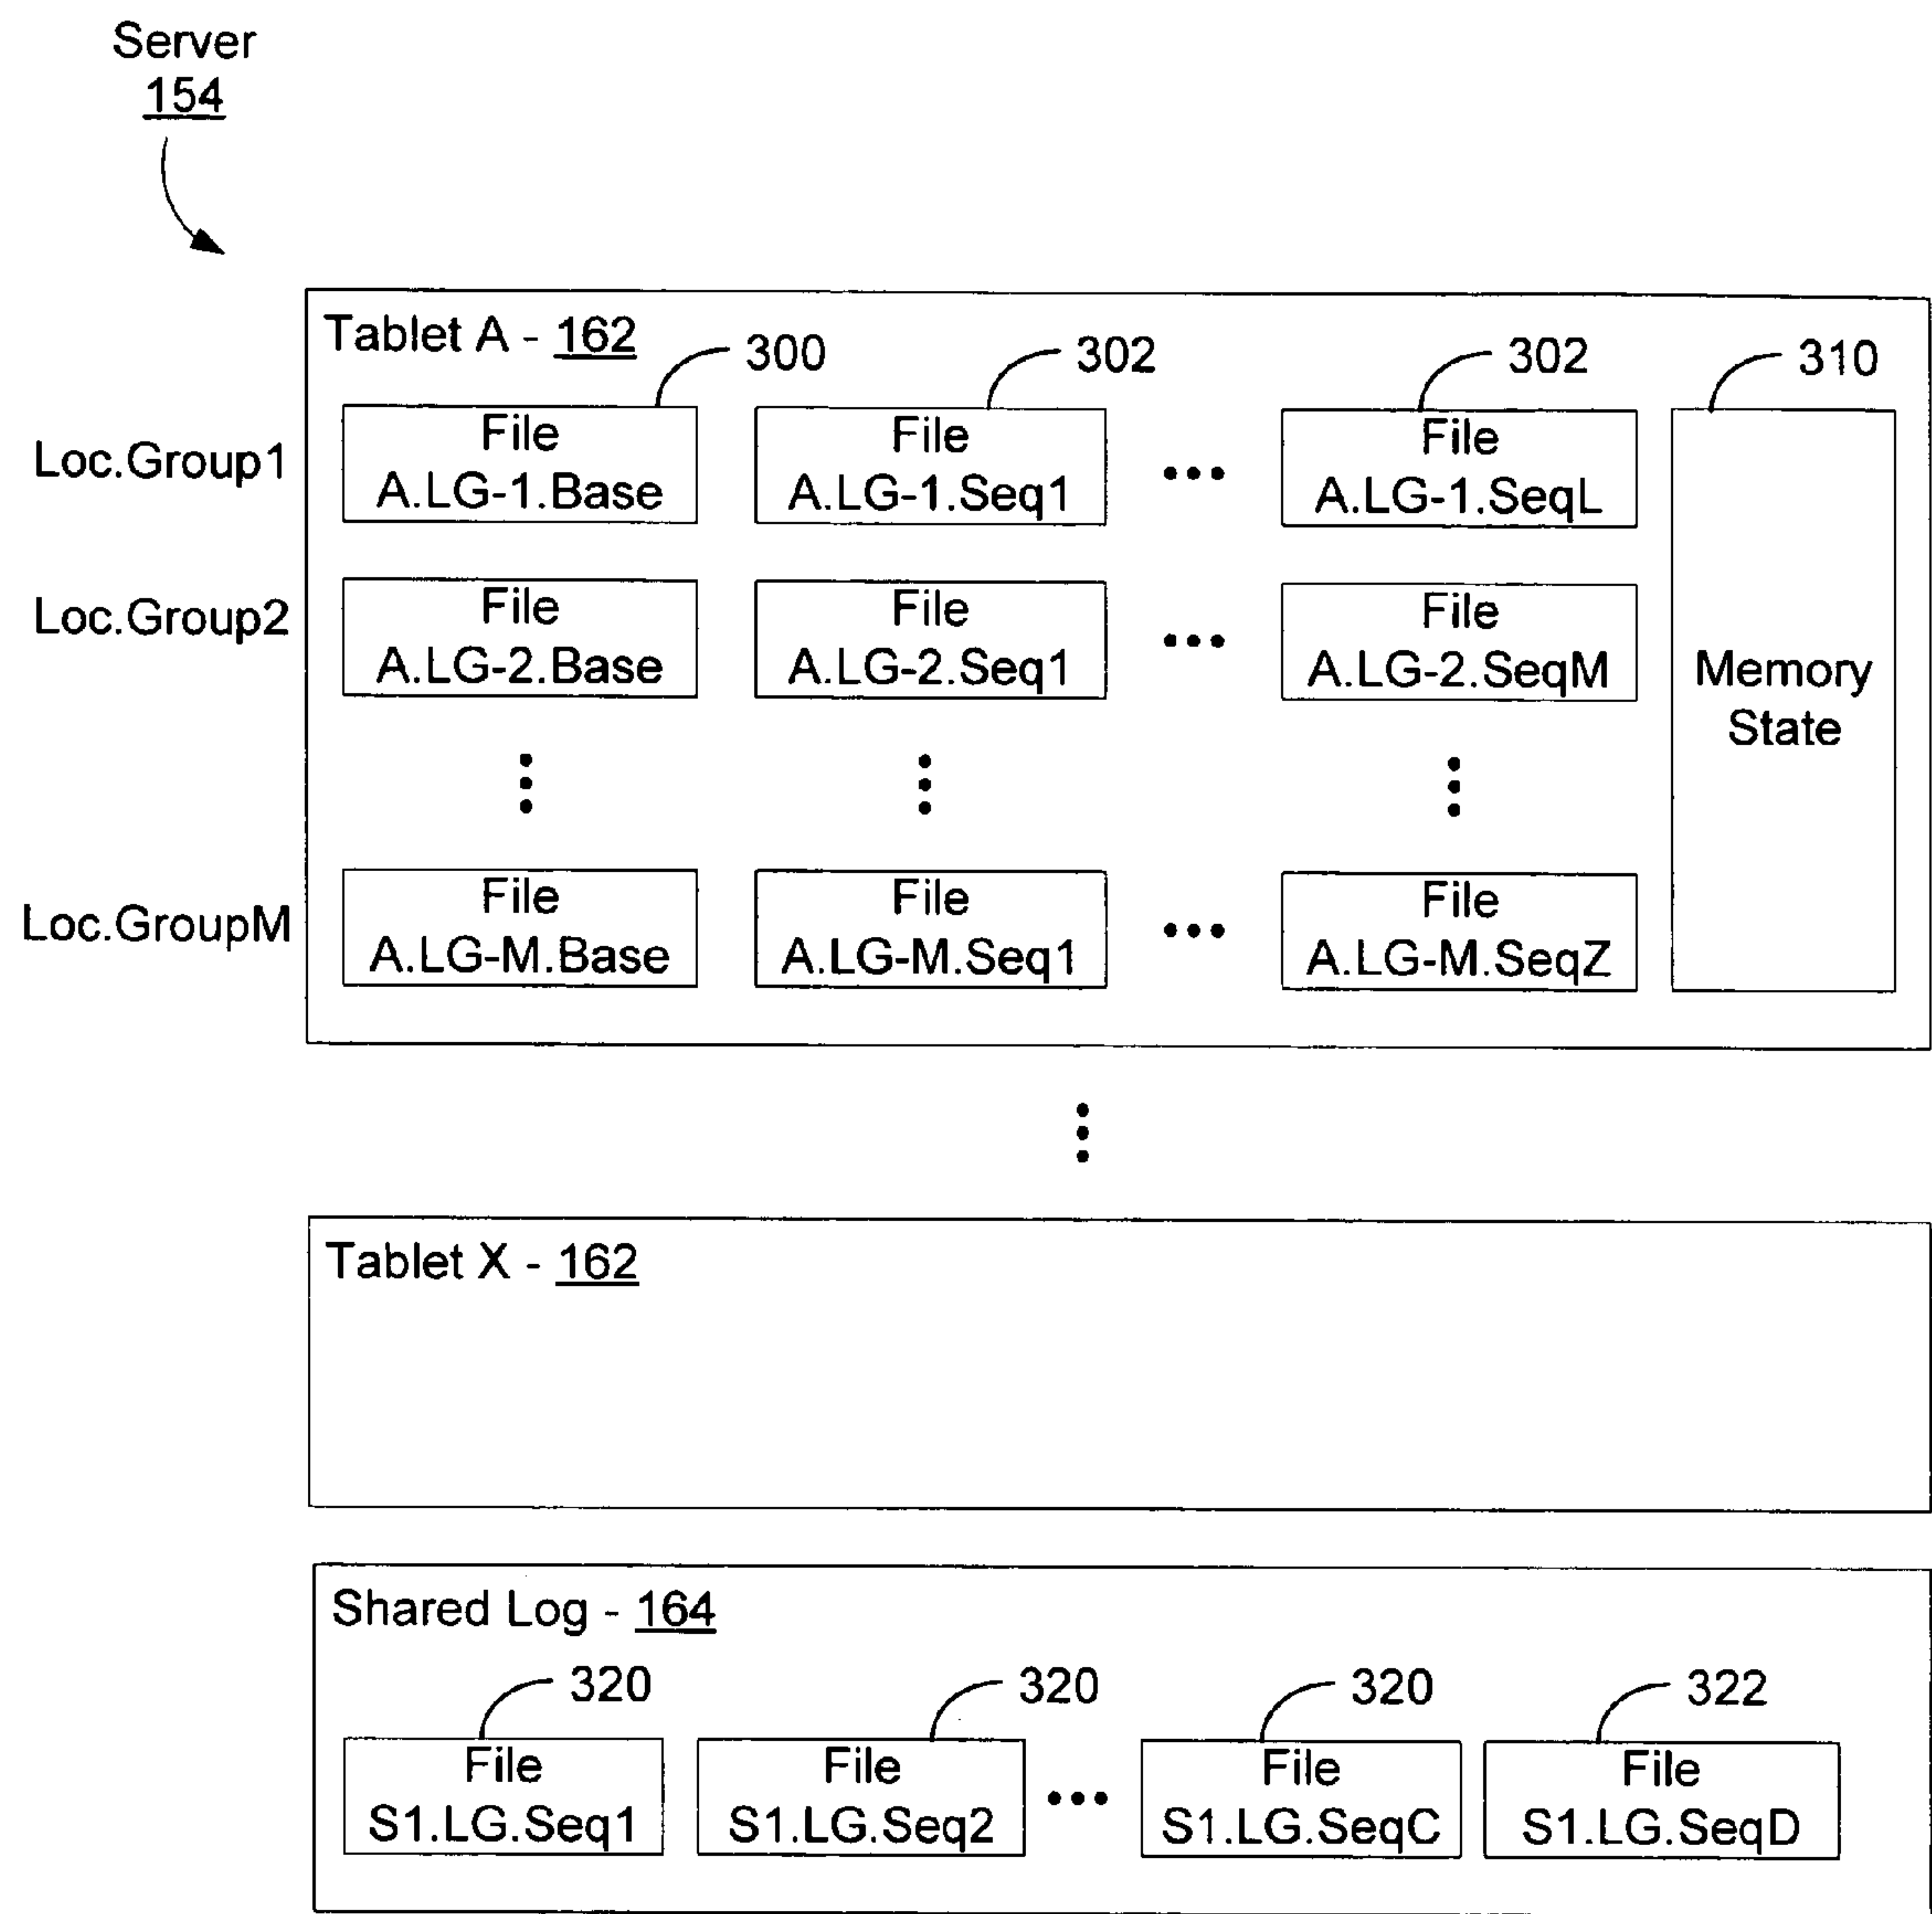 Server
154
Tablet A - 162
300
302
302
310
Loc.Group1
File
A.LG-1.Base
File
A.LG-1.Seq1
•••
File
A.LG-1.SeqL
Loc.Group2
File
A.LG-2.Base
File
A.LG-2.Seq1
•••
File
A.LG-2.SeqM
Memory
State
Loc.GroupM
File
A.LG-M.Base
File
A.LG-M.Seq1
•••
File
A.LG-M.SeqZ
Tablet X - 162
Shared Log - 164
320
320
320
322
File
S1.LG.Seq1
File
S1.LG.Seq2
•••
File
S1.LG.SeqC
File
S1.LG.SeqD